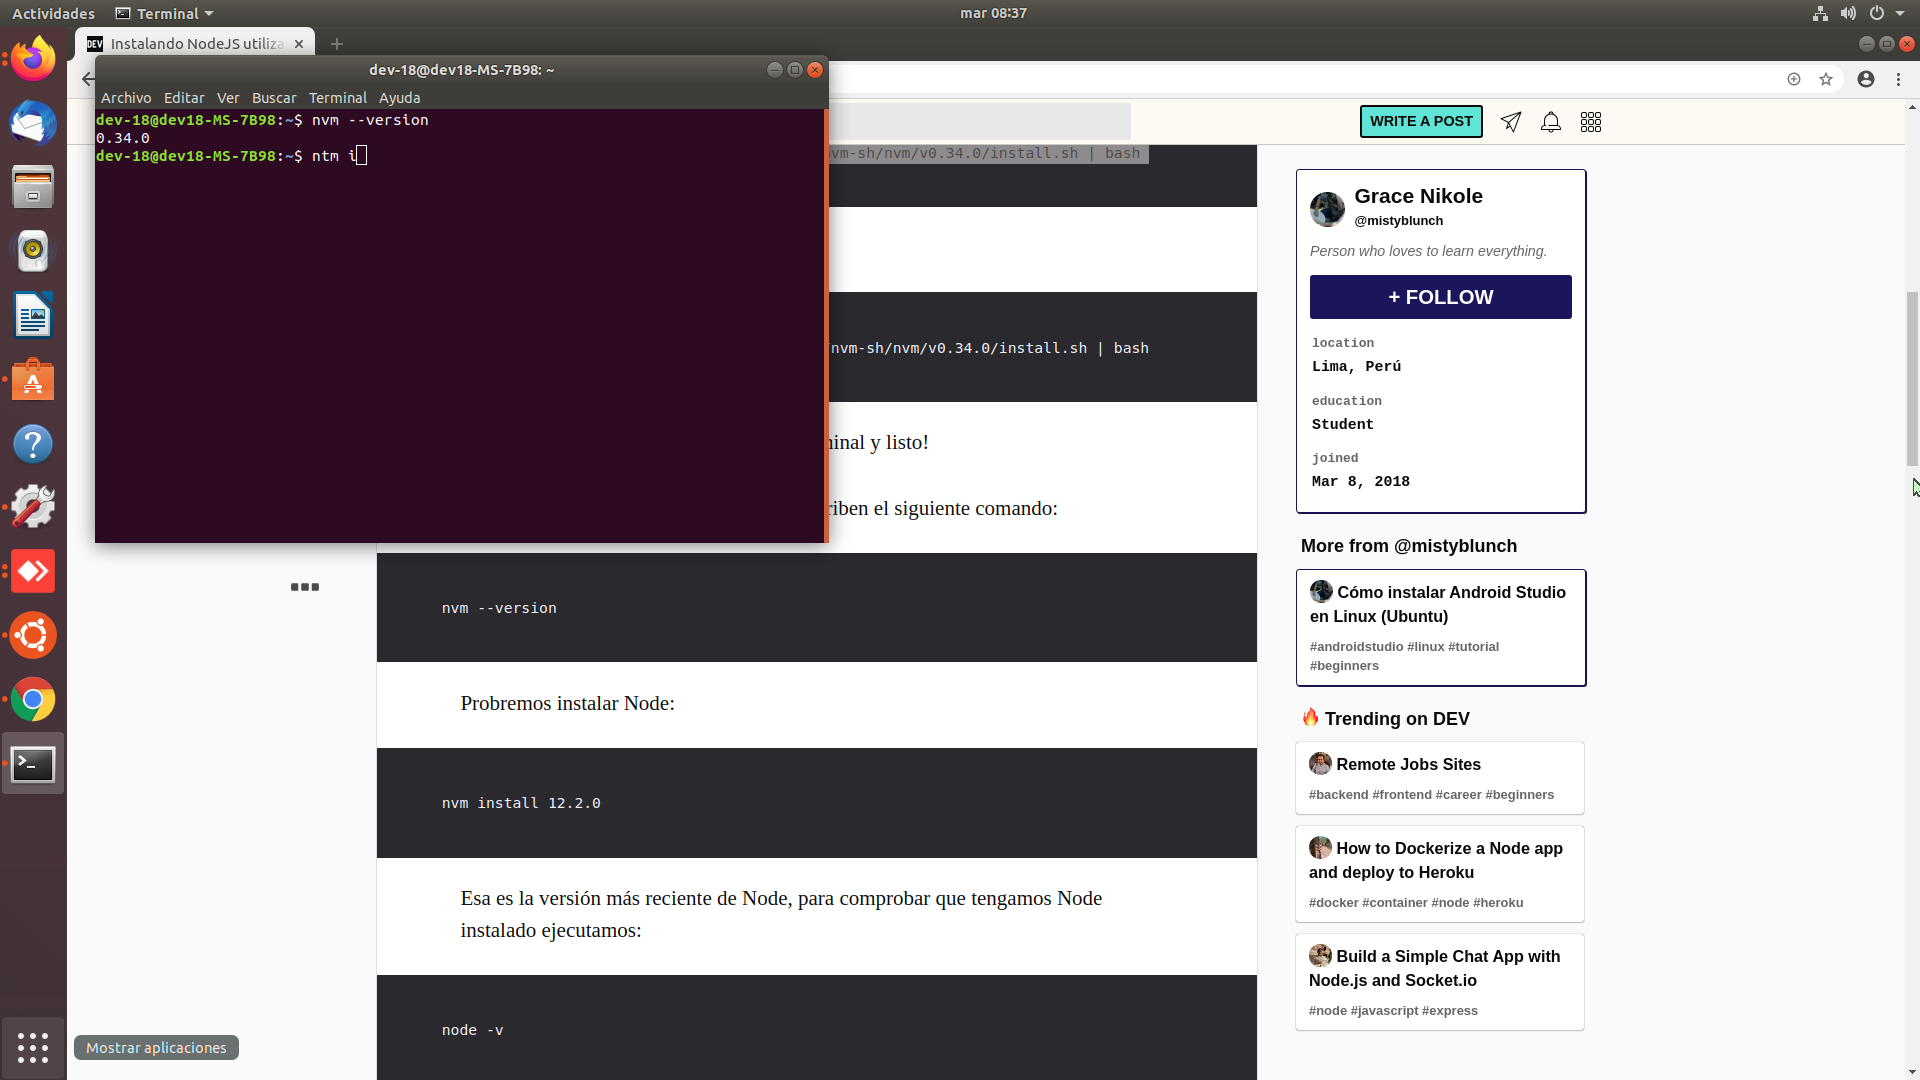 Actividades
Terminal
mar 08:37
DEV
Instalando NodeJS utiliza
dev-18@dev18-MS-7B98: ~
Archivo Editar Ver Buscar Terminal Ayuda
dev-18@dev18-MS-7B98:~$ nvm --version
0.34.0
dev-18@dev18-MS-7B98:~$ ntm i
WRITE A POST
vm-sh/nvm/v0.34.0/install.sh | bash
/nvm-sh/nvm/v0.34.0/install.sh | bash
minal y listo!
riben el siguiente comando:
nvm --version
Probremos instalar Node:
nvm install 12.2.0
Esa es la versión más reciente de Node, para comprobar que tengamos Node
instalado ejecutamos:
node -v
Grace Nikole
@mistyblunch
Person who loves to learn everything.
+ FOLLOW
location
Lima, Perú
education
Student
joined
Mar 8, 2018
More from @mistyblunch
Cómo instalar Android Studio
en Linux (Ubuntu)
#androidstudio #linux #tutorial
#beginners
Trending on DEV
Remote Jobs Sites
#backend #frontend #career #beginners
How to Dockerize a Node app
and deploy to Heroku
#docker #container #node #heroku
Build a Simple Chat App with
Node.js and Socket.io
#node #javascript #express
Mostrar aplicaciones